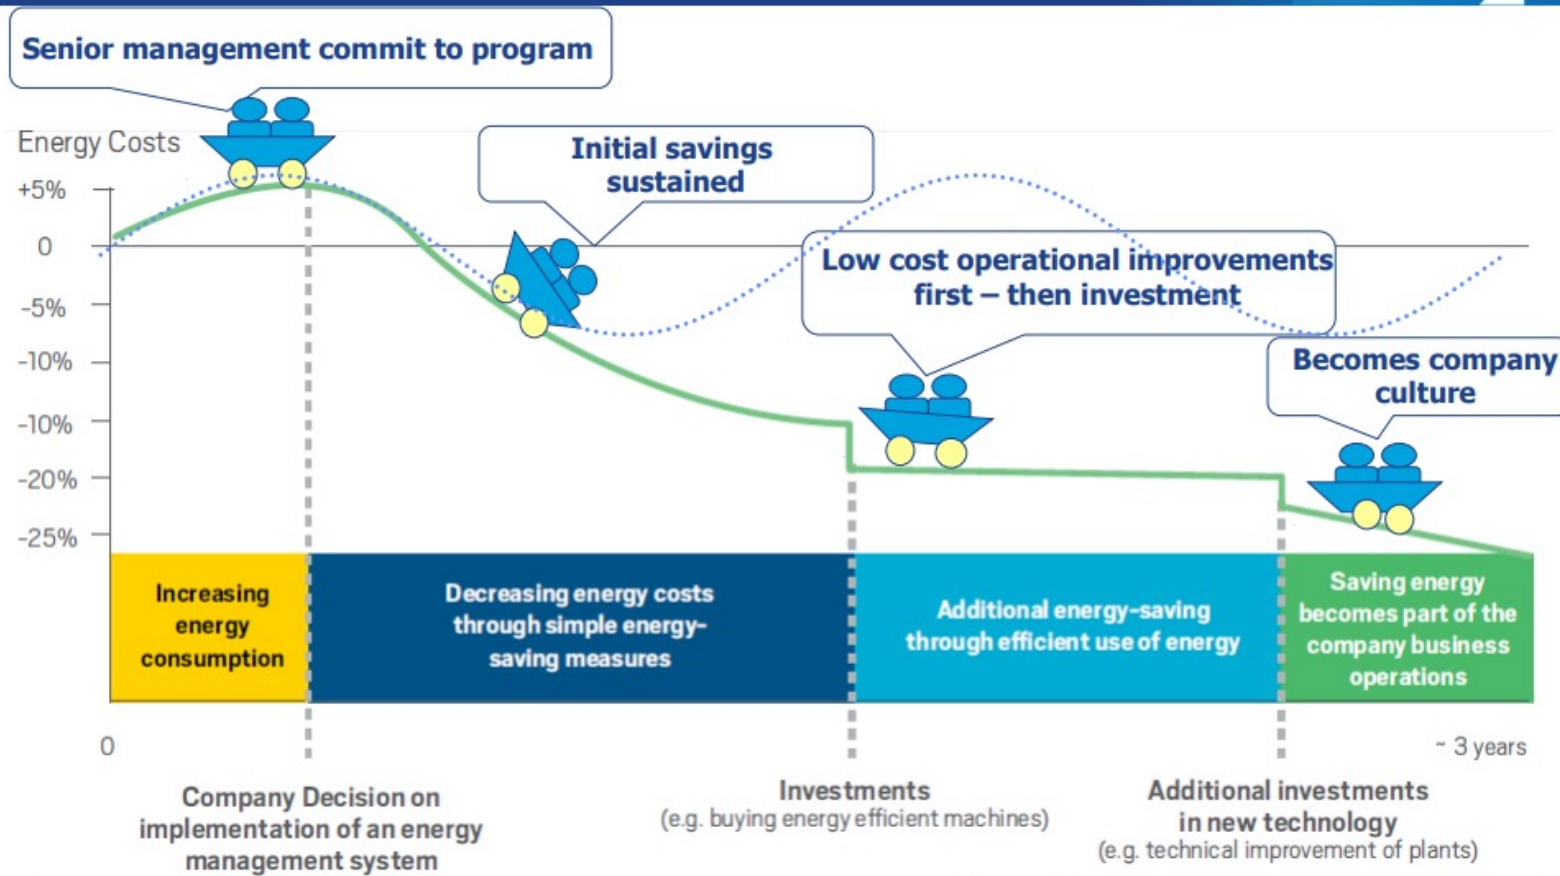 Senior management commit to program
Energy Costs
Initial savings
sustained
Low cost operational improvements
first – then investment
Becomes company
culture
+5%
0
-5%
-10%
-10%
-20%
-25%
Increasing
energy
consumption
Decreasing energy costs
through simple energy-
saving measures
Additional energy-saving
through efficient use of energy
Saving energy
becomes part of the
company business
operations
0
~ 3 years
Company Decision on
implementation of an energy
management system
Investments
(e.g. buying energy efficient machines)
Additional investments
in new technology
(e.g. technical improvement of plants)